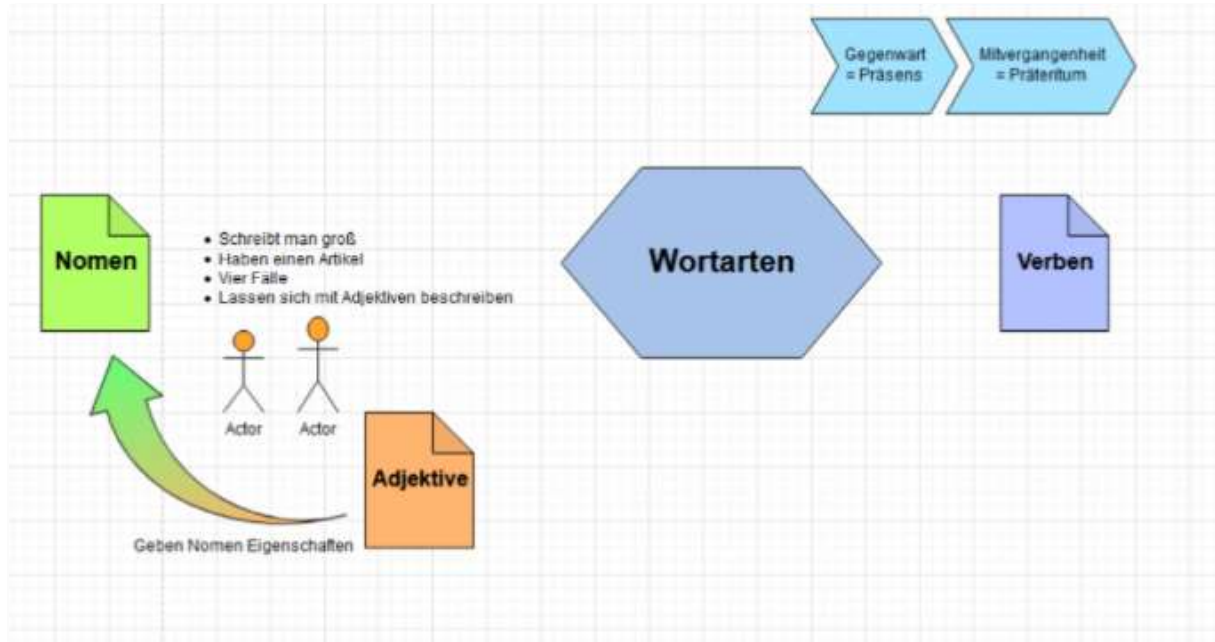 Gegenwart
= Präsens
Mitvergangenheit
= Präteritum
Nomen
• Schreibt man groß
• Haben einen Artikel
• Vier Fälle
• Lassen sich mit Adjektiven beschreiben
Wortarten
Verben
Actor
Actor
Adjektive
Geben Nomen Eigenschaften